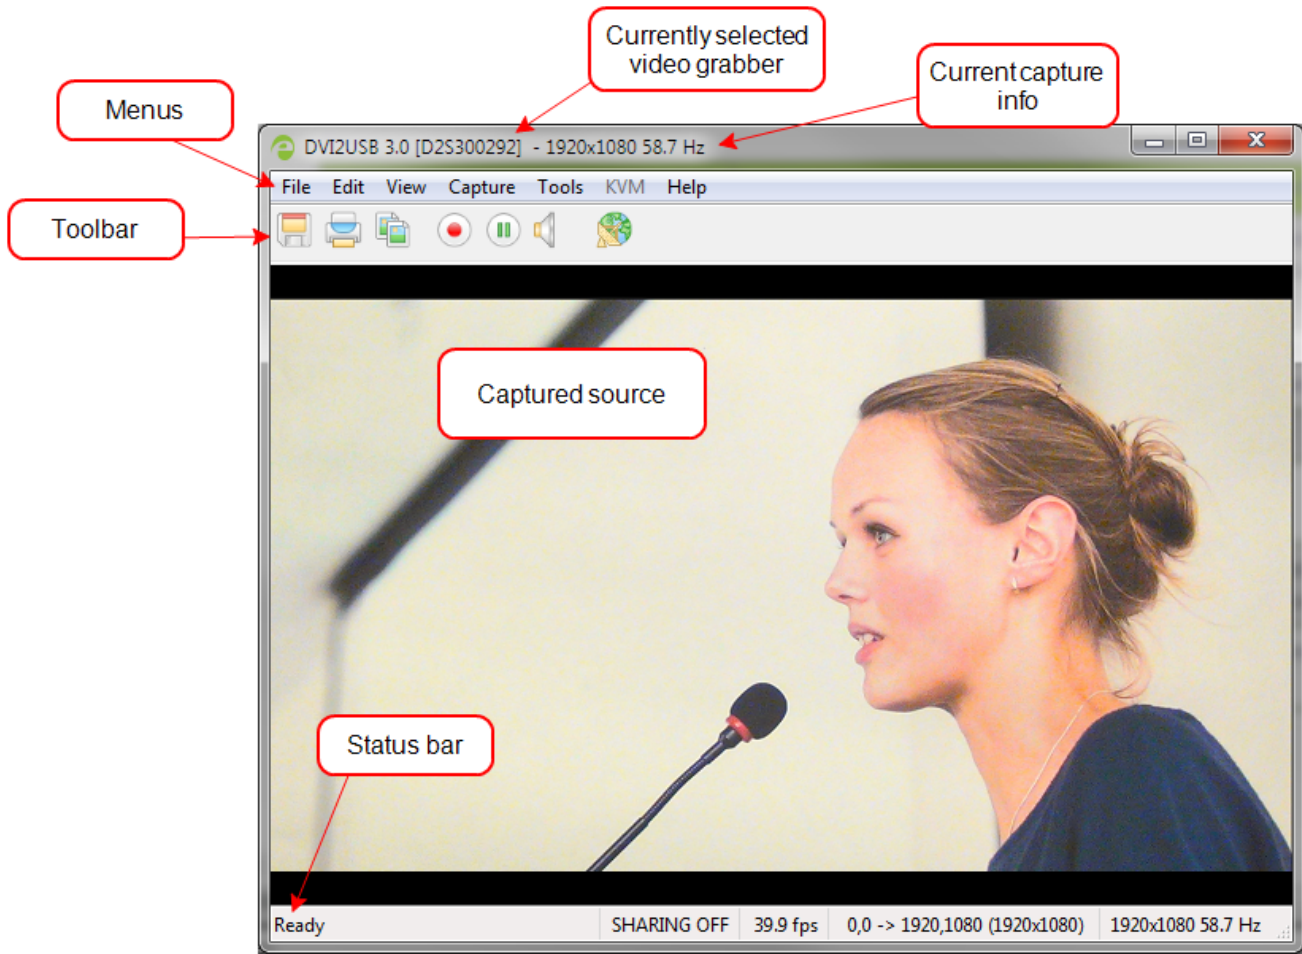 Currently selected
video grabber
Current capture
info
Menus
DVI2USB 3.0 [D2S300292] - 1920x1080 58.7 Hz
File Edit View Capture Tools KVM Help
Toolbar
Captured source
Status bar
Ready SHARING OFF 39.9 fps 0,0 -> 1920,1080 (1920x1080) 1920x1080 58.7 Hz